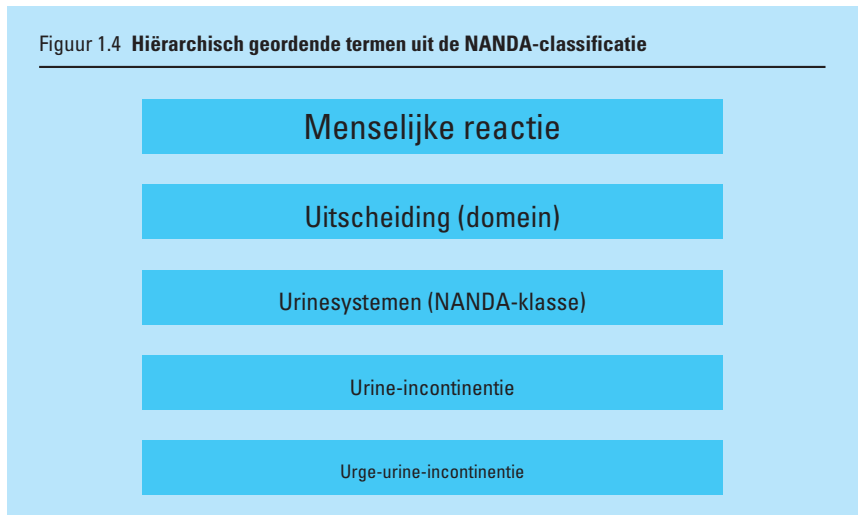 Figuur 1.4 Hiërarchisch geordende termen uit de NANDA-classificatie
Menselijke reactie
Uitscheiding (domein)
Urinesystemen (NANDA-klasse)
Urine-incontinentie
Urge-urine-incontinentie